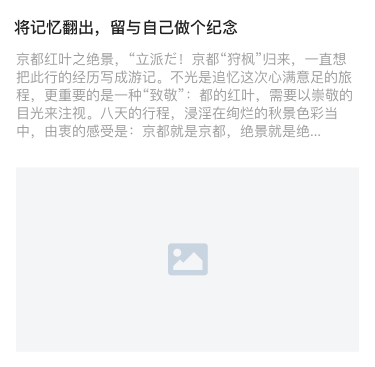 将记忆翻出，留与自己做个纪念
京都红叶之绝景，“立派だ！京都“狩枫”归来，一直想
把此行的经历写成游记。不光是追忆这次心满意足的旅
程，更重要的是一种“致敬”：都的红叶，需要以崇敬的
目光来注视。八天的行程，浸淫在绚烂的秋景色彩当
中，由衷的感受是：京都就是京都，绝景就是绝...